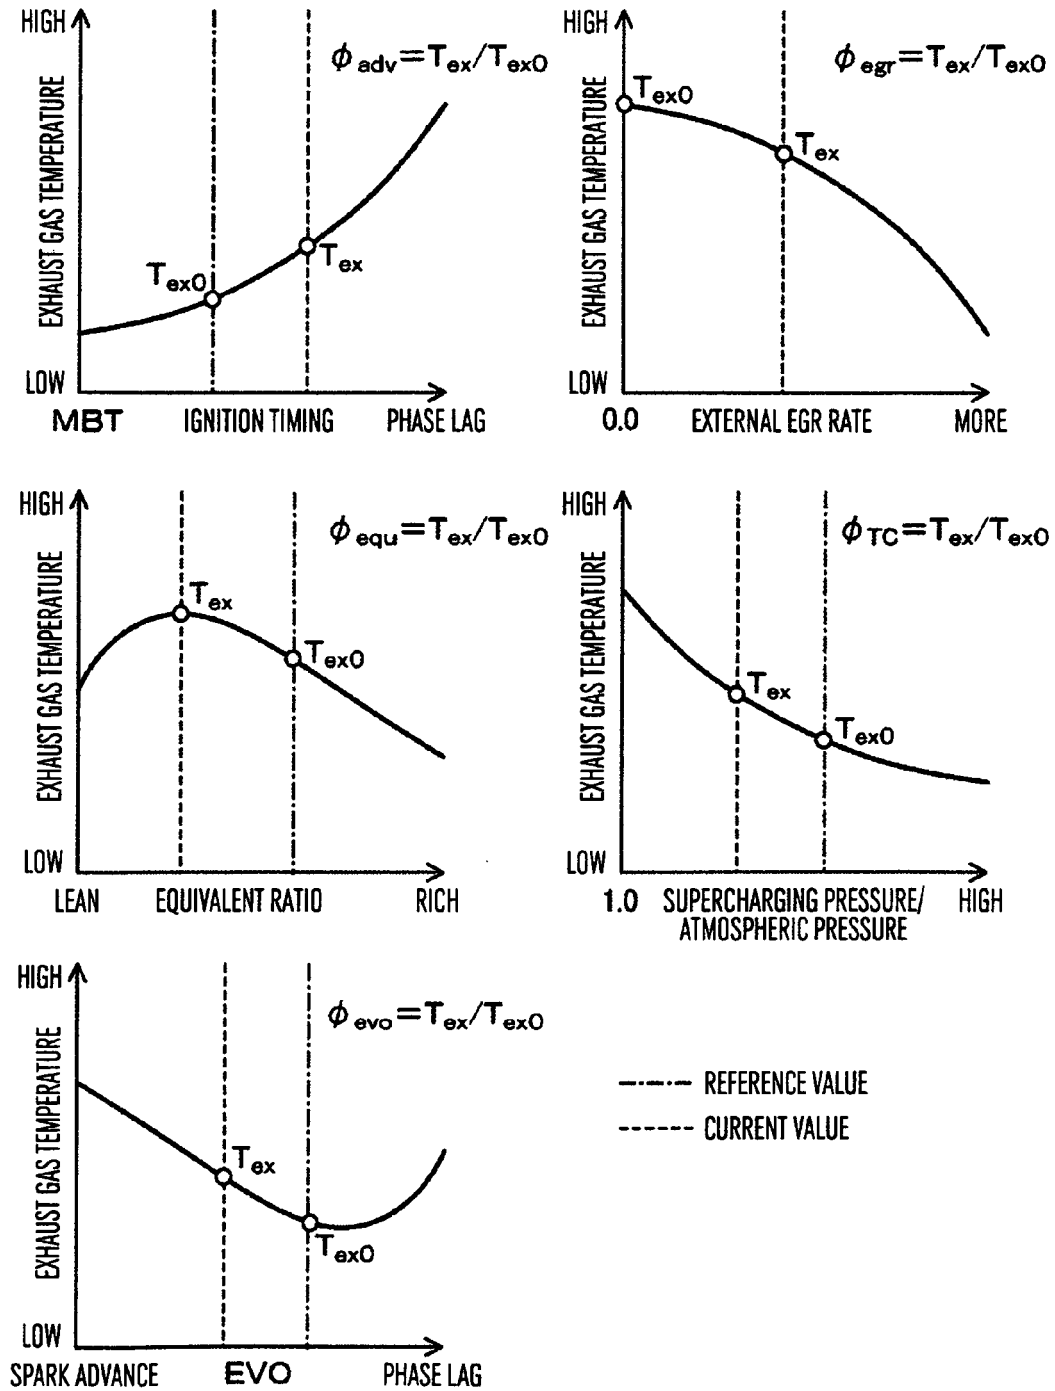 HIGH
ϕadv=Tex/Tex0
EXHAUST GAS TEMPERATURE
Tex0
Tex
LOW
MBT
IGNITION TIMING
PHASE LAG
HIGH
ϕegr=Tex/Tex0
EXHAUST GAS TEMPERATURE
Tex0
Tex
LOW
0.0
EXTERNAL EGR RATE
MORE
HIGH
ϕequ=Tex/Tex0
EXHAUST GAS TEMPERATURE
Tex
Tex0
LOW
LEAN
EQUIVALENT RATIO
RICH
HIGH
ϕTC=Tex/Tex0
EXHAUST GAS TEMPERATURE
Tex
Tex0
LOW
1.0
SUPERCHARGING PRESSURE/
ATMOSPHERIC PRESSURE
HIGH
HIGH
ϕevo=Tex/Tex0
EXHAUST GAS TEMPERATURE
Tex
Tex0
LOW
SPARK ADVANCE
EVO
PHASE LAG
REFERENCE VALUE
CURRENT VALUE